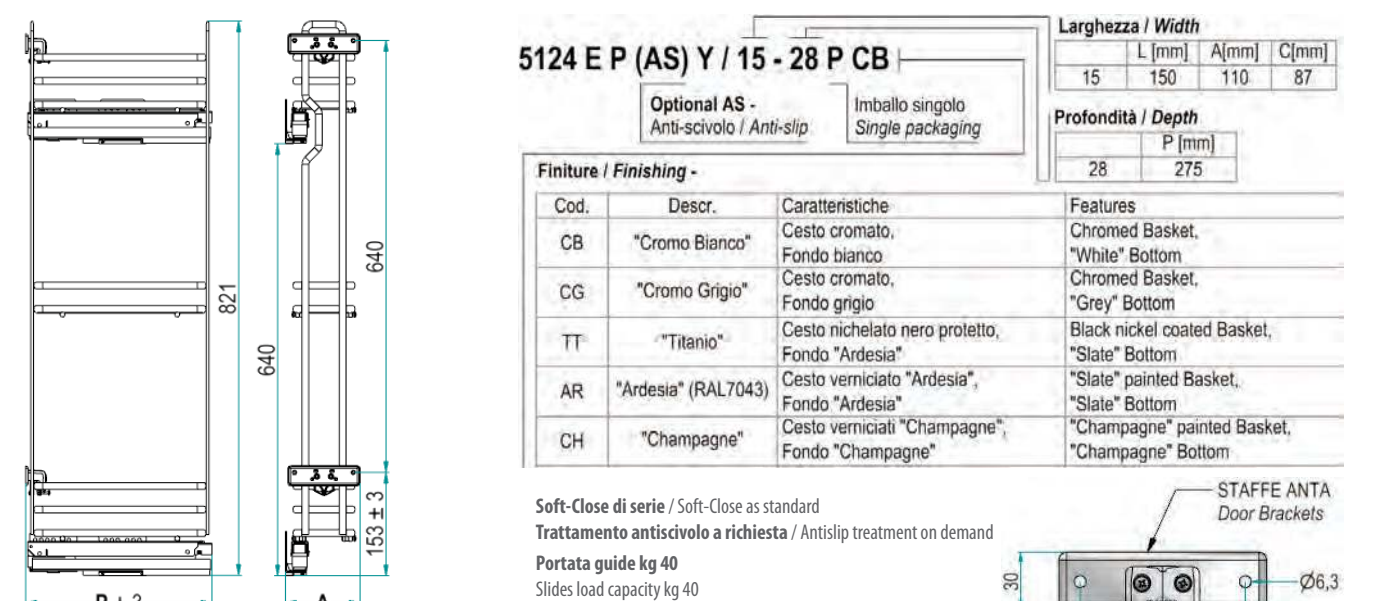 821
640
640
153 ± 3
A
5124 E P (AS) Y / 15 - 28 P CB
Optional AS -
Anti-scivolo / Anti-slip
Imballo singolo
Single packaging
Larghezza / Width
L [mm] A[mm] C[mm]
15 150 110 87
Profondità / Depth
P [mm]
28 275
Finiture / Finishing -
Cod. Descr. Caratteristiche Features
CB "Cromo Bianco" Cesto cromato, Chromed Basket,
Fondo bianco "White" Bottom
CG "Cromo Grigio" Cesto cromato, Chromed Basket,
Fondo grigio "Grey" Bottom
TT "Titanio" Cesto nichelato nero protetto, Black nickel coated Basket,
Fondo "Ardesia" "Slate" Bottom
AR "Ardesia" (RAL7043) Cesto verniciato "Ardesia", "Slate" painted Basket,
Fondo "Ardesia" "Slate" Bottom
CH "Champagne" Cesto verniciati "Champagne", "Champagne" painted Basket,
Fondo "Champagne" "Champagne" Bottom
Soft-Close di serie / Soft-Close as standard
Trattamento antiscivolo a richiesta / Antislip treatment on demand
Portata guide kg 40
Slides load capacity kg 40
STAFFE ANTA
Door Brackets
30
Ø6,3